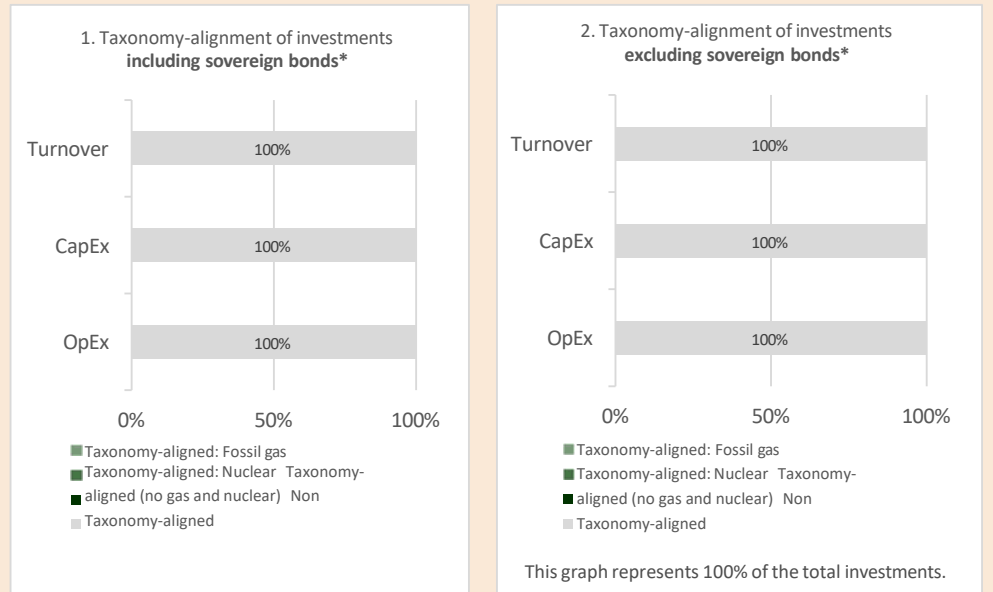 1. Taxonomy-alignment of investments
including sovereign bonds*
Turnover
100%
CapEx
100%
OpEx
100%
0%
50%
100%
Taxonomy-aligned: Fossil gas
Taxonomy-aligned: Nuclear Taxonomy-
aligned (no gas and nuclear) Non
Taxonomy-aligned
2. Taxonomy-alignment of investments
excluding sovereign bonds*
Turnover
100%
CapEx
100%
OpEx
100%
0%
50%
100%
Taxonomy-aligned: Fossil gas
Taxonomy-aligned: Nuclear Taxonomy-
aligned (no gas and nuclear) Non
Taxonomy-aligned
This graph represents 100% of the total investments.